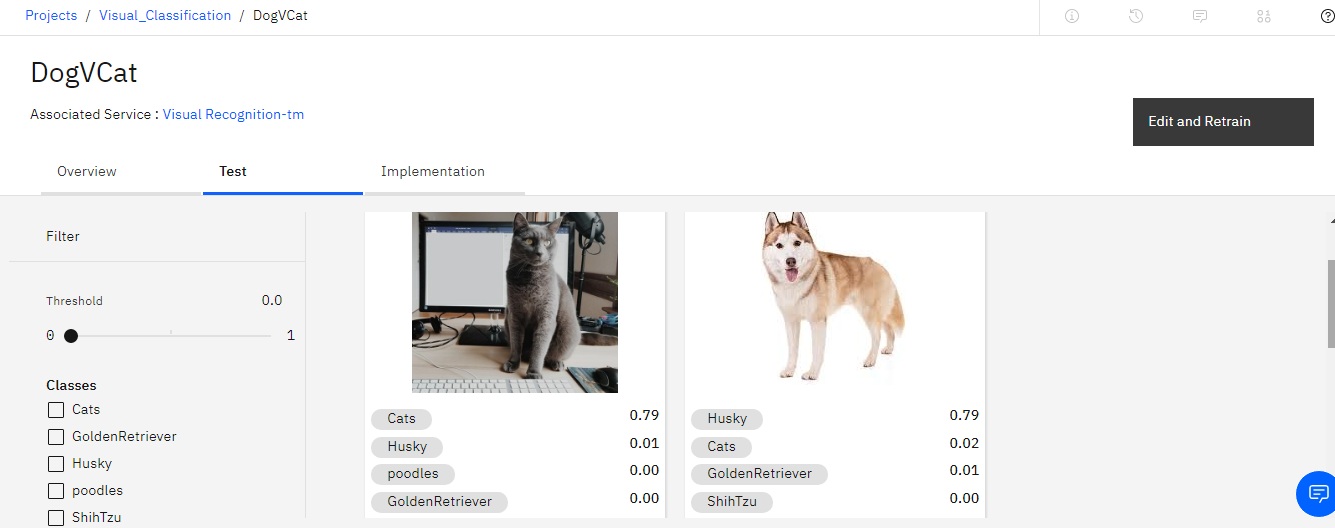 Projects / Visual_Classification / DogVCat
DogVCat
Associated Service : Visual Recognition-tm
Edit and Retrain
Overview
Test
Implementation
Filter
Threshold 0.0
0 1
Classes
Cats
GoldenRetriever
Husky
poodles
ShihTzu
Cats 0.79
Husky 0.01
poodles 0.00
GoldenRetriever 0.00
Husky 0.79
Cats 0.02
GoldenRetriever 0.01
ShihTzu 0.00